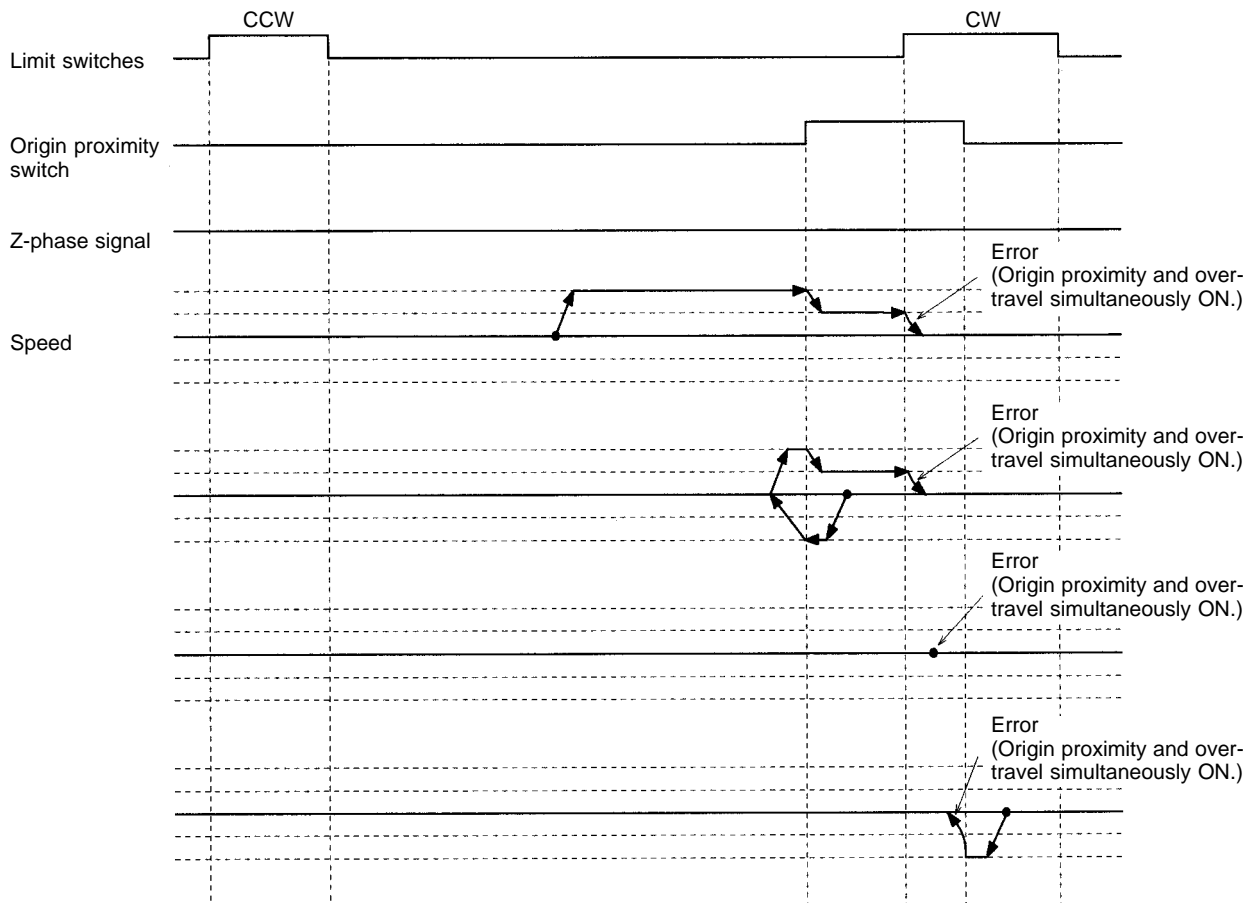 CCW
CW
Limit switches
Origin proximity
switch
Z-phase signal
Error
(Origin proximity and over-
travel simultaneously ON.)
Speed
Error
(Origin proximity and over-
travel simultaneously ON.)
Error
(Origin proximity and over-
travel simultaneously ON.)
Error
(Origin proximity and over-
travel simultaneously ON.)